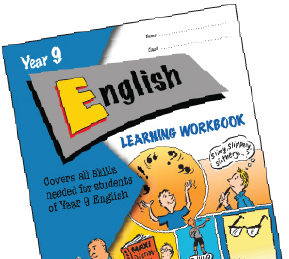 Year 9
Name
Class
English
LEARNING WORKBOOK
Covers all skills
needed for students
of Year 9 English
Slimy, slippery,
slithery...
MAXI